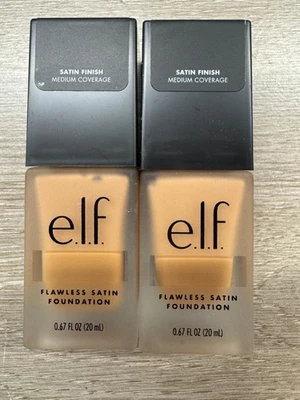 SATIN FINISH
MEDIUM COVERAGE
e.l.f.
FLAWLESS SATIN
FOUNDATION
0.67 FL OZ (20 mL)
SATIN FINISH
MEDIUM COVERAGE
e.l.f.
FLAWLESS SATIN
FOUNDATION
0.67 FL OZ (20 mL)